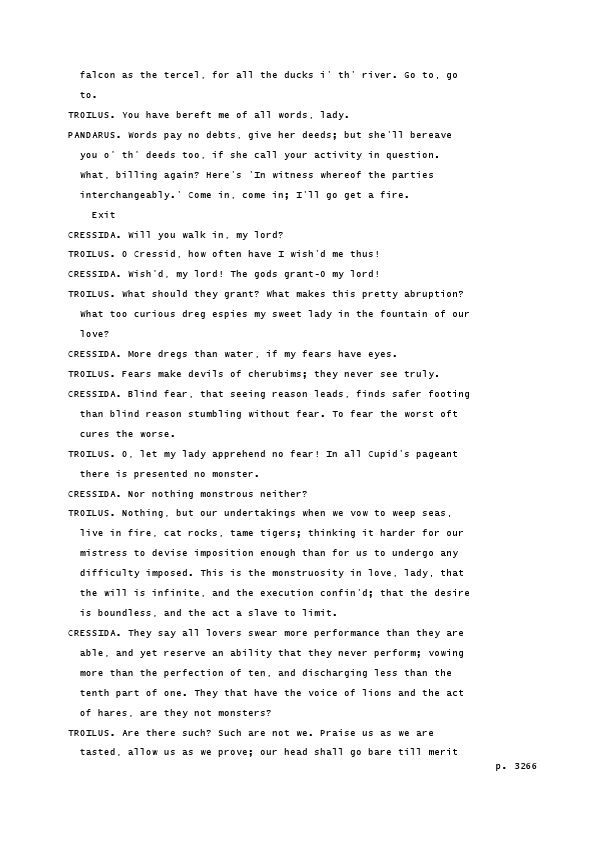 falcon as the tercel, for all the ducks i' th' river. Go to, go
to.
TROILUS. You have bereft me of all words, lady.
PANDARUS. Words pay no debts, give her deeds; but she'll bereave
you o' th' deeds too, if she call your activity in question.
What, billing again? Here's 'In witness whereof the parties
interchangeably.' Come in, come in; I'll go get a fire.
Exit
CRESSIDA. Will you walk in, my lord?
TROILUS. O Cressid, how often have I wish'd me thus!
CRESSIDA. Wish'd, my lord! The gods grant-O my lord!
TROILUS. What should they grant? What makes this pretty abruption?
What too curious dreg espies my sweet lady in the fountain of our
love?
CRESSIDA. More dregs than water, if my fears have eyes.
TROILUS. Fears make devils of cherubims; they never see truly.
CRESSIDA. Blind fear, that seeing reason leads, finds safer footing
than blind reason stumbling without fear. To fear the worst oft
cures the worse.
TROILUS. O, let my lady apprehend no fear! In all Cupid's pageant
there is presented no monster.
CRESSIDA. Nor nothing monstrous neither?
TROILUS. Nothing, but our undertakings when we vow to weep seas,
live in fire, cat rocks, tame tigers; thinking it harder for our
mistress to devise imposition enough than for us to undergo any
difficulty imposed. This is the monstruosity in love, lady, that
the will is infinite, and the execution confin'd; that the desire
is boundless, and the act a slave to limit.
CRESSIDA. They say all lovers swear more performance than they are
able, and yet reserve an ability that they never perform; vowing
more than the perfection of ten, and discharging less than the
tenth part of one. They that have the voice of lions and the act
of hares, are they not monsters?
TROILUS. Are there such? Such are not we. Praise us as we are
tasted, allow us as we prove; our head shall go bare till merit
p. 3266